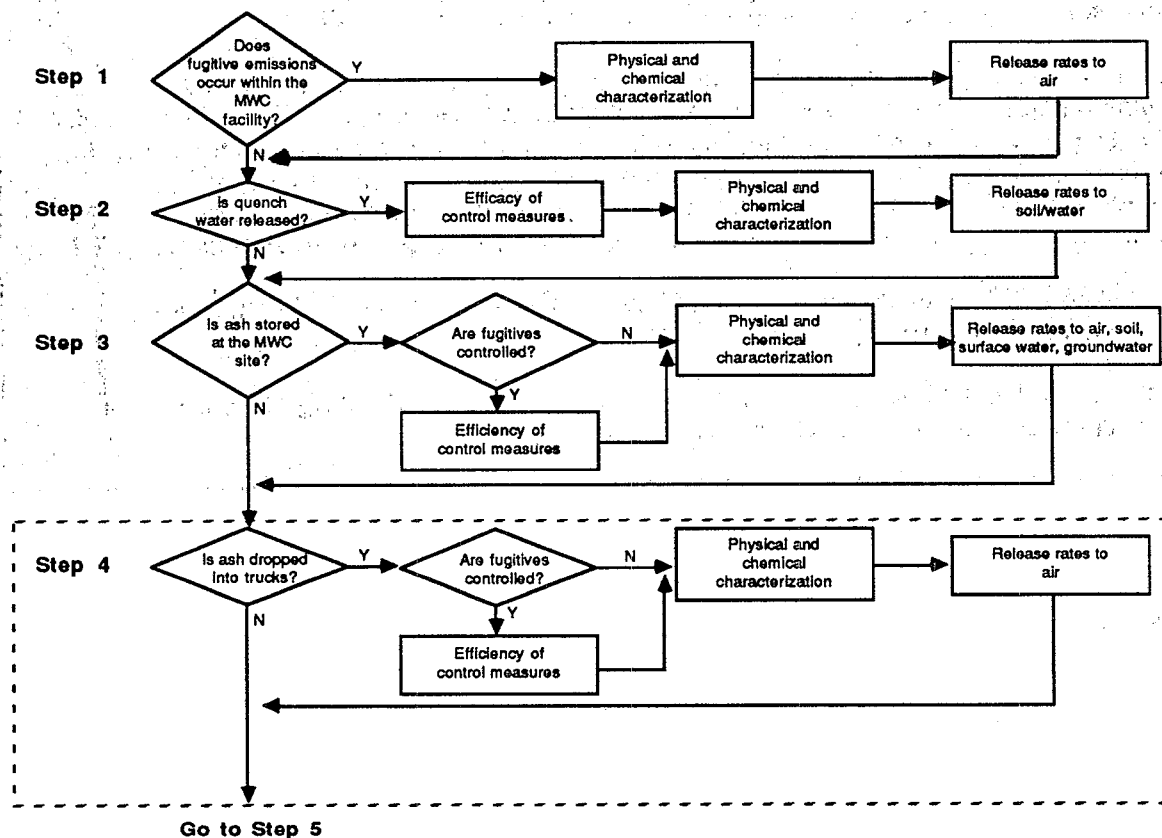 Step 1
Does
fugitive emissions
occur within the
MWC
facility?
Y
Physical and
chemical
characterization
Release rates to
air
N
Step 2
Is quench
water released?
Y
Efficacy of
control measures .
Physical and
chemical
characterization
Release rates to
soil/water
N
Step 3
Is ash stored
at the MWC
site?
Y
Are fugitives
controlled?
N
Physical and
chemical
characterization
Release rates to air, soil,
surface water, groundwater
Y
N
Efficiency of
control measures
Step 4
Is ash dropped
into trucks?
Y
Are fugitives
controlled?
N
Physical and
chemical
characterization
Release rates to
air
N
Y
Efficiency of
control measures
Go to Step 5